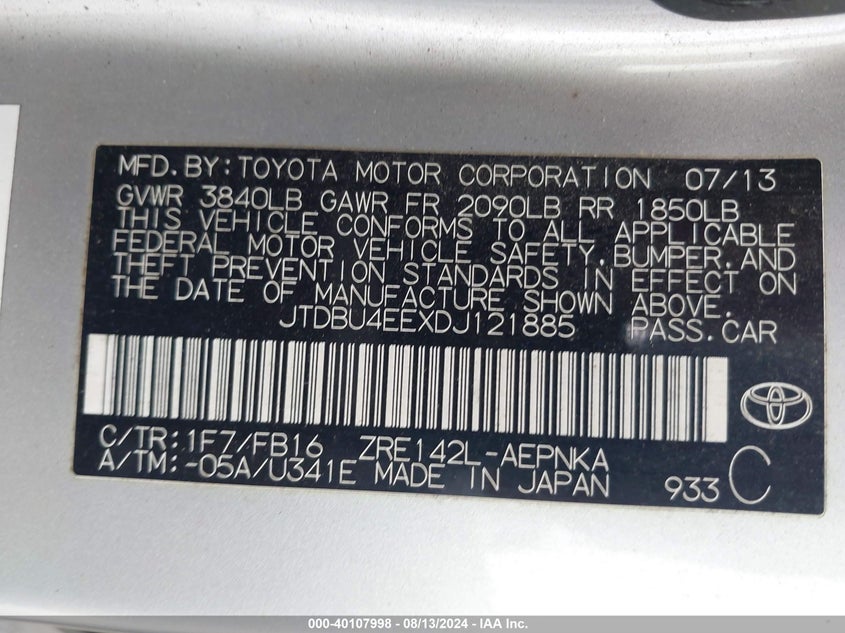 MFD.BY:TOYOTA MOTOR CORPORATION 07/13
GVWR 3840LB GAWR FR 2090LB RR 1850LB
THIS VEHICLE CONFORMS TO ALL APPLICABLE
FEDERAL MOTOR VEHICLE SAFETY,BUMPER,AND
THEFT PREVENTION STANDARDS IN EFFECT ON
THE DATE OF MANUFACTURE SHOWN ABOVE.
JTDBU4EEXDJ121885 PASS.CAR
C/TR:1F7/FB16 ZRE142L-AEPNKA
A/TM:-05A/U341E MADE IN JAPAN 933 C
000-40107998 - 08/13/2024 - IAA Inc.